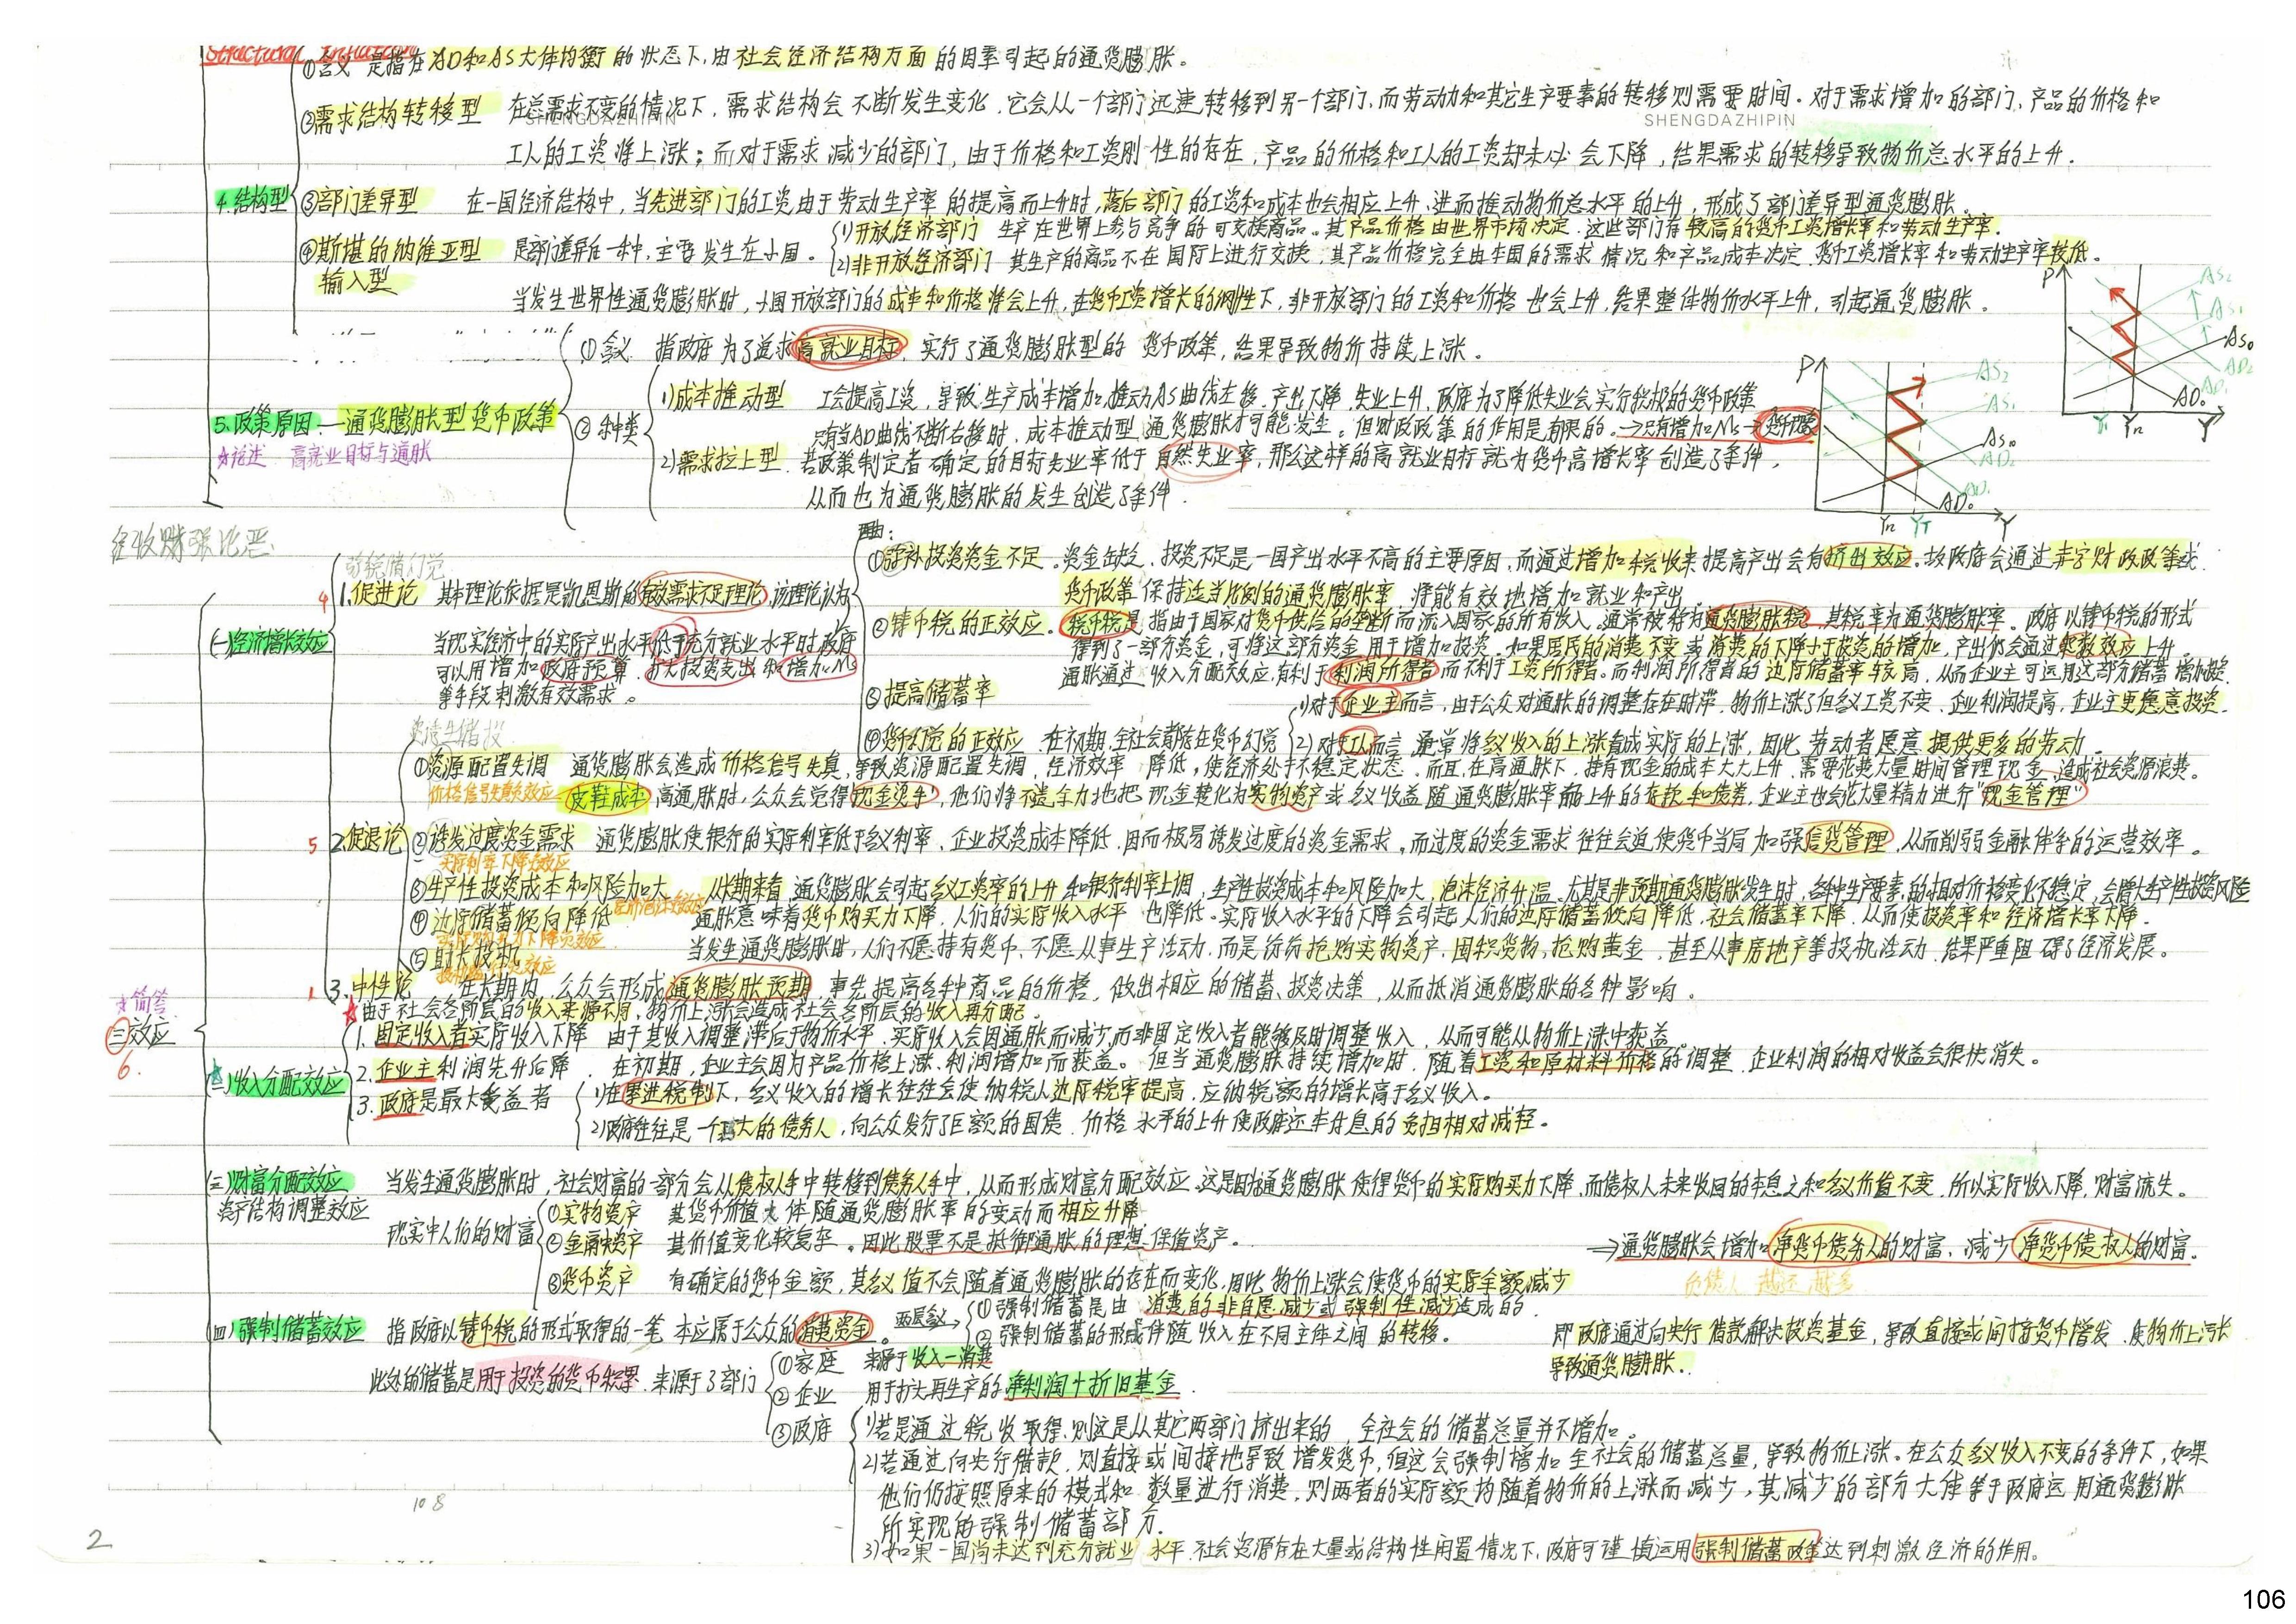 Structural Inflation
①含义 是指在AD和AS大体均衡的状态下,由社会经济结构方面的因素引起的通货膨胀。
②需求结构转移型 在总需求不变的情况下,需求结构会不断发生变化,它会从一个部门迅速转移到另一个部门,而劳动力和其它生产要素的转移则需要时间。对于需求增加的部门,产品的价格和
SHENGDAZHIPIN
SHENGDAZHIPIN
工人的工资将上涨;而对于需求减少的部门,由于价格和工资刚性的存在,产品的价格和工人的工资却未必会下降,结果需求的转移导致物价总水平的上升.
4.结构型
③部门差异型 在一国经济结构中,当先进部门的工资由于劳动生产率的提高而上升时,落后部门的工资和成本也会相应上升,进而推动物价总水平的上升,形成了部门差异型通货膨胀.
④斯堪的纳维亚型 是部门差异的一种,主要发生在小国。
输入型
(1)开放经济部门 生产在世界上参与竞争的可交换商品。其产品价格由世界市场决定.这些部门有较高的货币工资增长率和劳动生产率.
(2)非开放经济部门 其生产的商品不在国际上进行交换,其产品价格完全由本国的需求情况和产品成本决定.货币工资增长率和劳动生产率较低.
当发生世界性通货膨胀时,小国开放部门的成本和价格将会上升,在货币工资增长的刚性下,非开放部门的工资和价格也会上升,结果整体物价水平上升,引起通货膨胀。
P AS₂ AS₁ AS₀ AD₂ AD₁ AD₀ Y₁ Yn Y
5.政策原因——通货膨胀型货币政策
☆论述 高就业目标与通胀
①含义 指政府为了追求高就业目标,实行了通货膨胀型的货币政策,结果导致物价持续上涨。
②种类
1)成本推动型 工会提高工资,导致生产成本增加,推动AS曲线左移.产出下降.失业上升,政府为了降低失业会实行积极的货币政策
只有当AD曲线不断右移时,成本推动型通货膨胀才可能发生。但财政政策的作用是有限的.→只有增加Ms→
2)需求拉上型 若政策制定者确定的目标失业率低于自然失业率,那么这样的高就业目标就为货币高增长率创造了条件,
从而也为通货膨胀的发生创造了条件.
P AS₂ AS₁ AS₀ AD₂ AD₁ AD₀ Yn YT Y
经收财强比恶
三效应
☆简答
6.
(一)经济增长效应
4 1.促进论 其本理论依据是凯恩斯的有效需求不足理论,该理论认为
当现实经济中的实际产出水平低于充分就业水平时政府
可以用增加政府预算、扩大投资支出和增加Ms
等手段刺激有效需求。
理由:
①弥补投资资金不足。资金缺乏、投资不足是一国产出水平不高的主要原因,而通过增加税收来提高产出会有挤出效应,故政府会通过赤字财政政策或
货币政策保持适当比例的通货膨胀率,将能有效地增加就业和产出.
②铸币税的正效应。铸币税是指由于国家对货币供给的垄断而流入国家的所有收入.通常被称为通货膨胀税,其税率为通货膨胀率.政府以铸币税的形式
得到了一部分资金,可将这部分资金用于增加投资.如果居民的消费不变或消费的下降小于投资的增加,产出仍会通过乘数效应上升.
③提高储蓄率 通胀通过收入分配效应,有利于利润所得者而不利于工资所得者.而利润所得者的边际储蓄率较高,从而企业主可运用这部分储蓄增加投资.
④货币幻觉的正效应 在初期,全社会都陷在货币幻觉
1)对于企业主而言,由于公众对通胀的调整存在时滞,物价上涨了但名义工资不变、企业利润提高,企业主更愿意投资.
2)对于工人而言 通常将名义收入的上涨看成实际的上涨,因此劳动者愿意提供更多的劳动.
5 2.促退论
①资源配置失调 通货膨胀会造成价格信号失真,导致资源配置失调,经济效率降低,使经济处于不稳定状态.而且,在高通胀下,持有现金的成本大大上升,需要花费大量时间管理现金,造成社会资源浪费.
皮鞋成本 高通胀时,公众会觉得现金烫手,他们将不遗余力地把现金转化为实物资产或名义收益随通货膨胀率而上升的存款和债券,企业主也会花大量精力进行“现金管理”
②诱发过度资金需求 通货膨胀使银行的实际利率低于名义利率、企业投资成本降低,因而极易诱发过度的资金需求.而过度的资金需求往往会迫使货币当局加强信贷管理,从而削弱金融体系的运营效率。
实际利率下降负效应
③生产性投资成本和风险加大 从长期来看,通货膨胀会引起名义工资率的上升和银行利率上调,生产性投资成本和风险加大,泡沫经济升温.尤其是非预期通货膨胀发生时,各种生产要素的相对价格变化不稳定,会增大生产性投资风险
④边际储蓄倾向降低 通胀意味着货币购买力下降,人们的实际收入水平也降低.实际收入水平的下降会引起人们的边际储蓄倾向降低,社会储蓄率下降,从而使投资率和经济增长率下降.
⑤助长投机 当发生通货膨胀时,人们不愿持有货币、不愿从事生产活动,而是纷纷抢购实物资产,囤积货物,抢购黄金,甚至从事房地产等投机活动,结果严重阻碍了经济发展。
1 3.中性论 在长期内,公众会形成通货膨胀预期,事先提高各种商品的价格,做出相应的储蓄、投资决策,从而抵消通货膨胀的各种影响。
(二)收入分配效应
★由于社会各阶层的收入来源不同,物价上涨会造成社会各阶层的收入再分配.
1.固定收入者实际收入下降 由于其收入调整滞后于物价水平,实际收入会因通胀而减少,而非固定收入者能够及时调整收入,从而可能从物价上涨中获益.
2.企业主利润先升后降 .在初期,企业主会因为产品价格上涨、利润增加而获益。但当通货膨胀持续增加时,随着工资和原材料价格的调整,企业利润的相对收益会很快消失。
3.政府是最大受益者
1)在累进税制下,名义收入的增长往往会使纳税人边际税率提高,应纳税额的增长高于名义收入。
2)政府往往是一个巨大的债务人,向公众发行了巨额的国债.价格水平的上升使政府还本付息的负担相对减轻。
(三)财富分配效应 当发生通货膨胀时,社会财富的一部分会从债权人手中转移到债务人手中,从而形成财富分配效应.这是因为通货膨胀使得货币的实际购买力下降,而债权人未来收回的本息之和名义价值不变,所以实际收入下降,财富流失。
资产结构调整效应
现实中人们的财富
①实物资产 其货币价值大体随通货膨胀率的变动而相应升降
②金融资产 其价值变化较复杂.因此股票不是抵御通胀的理想保值资产。
③货币资产 有确定的货币金额,其名义值不会随着通货膨胀的存在而变化,因此物价上涨会使货币的实际余额减少
→通货膨胀会增加净货币债务人的财富、减少净货币债权人的财富.
负债人 越还越多
(四)强制储蓄效应 指政府以铸币税的形式取得的一笔本应属于公众的消费资金。
两层含义→
①强制储蓄是由消费的非自愿减少或强制性减少造成的.
②强制储蓄的形成伴随收入在不同主体之间的转移。
即政府通过向央行借款解决投资基金,导致直接或间接货币增发,使物价上涨
导致通货膨胀..
此处的储蓄是用于投资的货币积累.来源于3部门
①家庭 来源于收入-消费
②企业 用于扩大再生产的净利润+折旧基金.
③政府
1)若是通过税收取得,则这是从其它两部门挤出来的,全社会的储蓄总量并不增加。
2)若通过向央行借款,则直接或间接地导致增发货币,但这会强制增加全社会的储蓄总量,导致物价上涨。在公众名义收入不变的条件下,如果
他们仍按照原来的模式和数量进行消费,则两者的实际额均随着物价的上涨而减少,其减少的部分大体等于政府运用通货膨胀
所实现的强制储蓄部分.
3)如果一国尚未达到充分就业水平,社会资源存在大量或结构性闲置情况下,政府可谨慎运用强制储蓄政策达到刺激经济的作用。
108
2
106